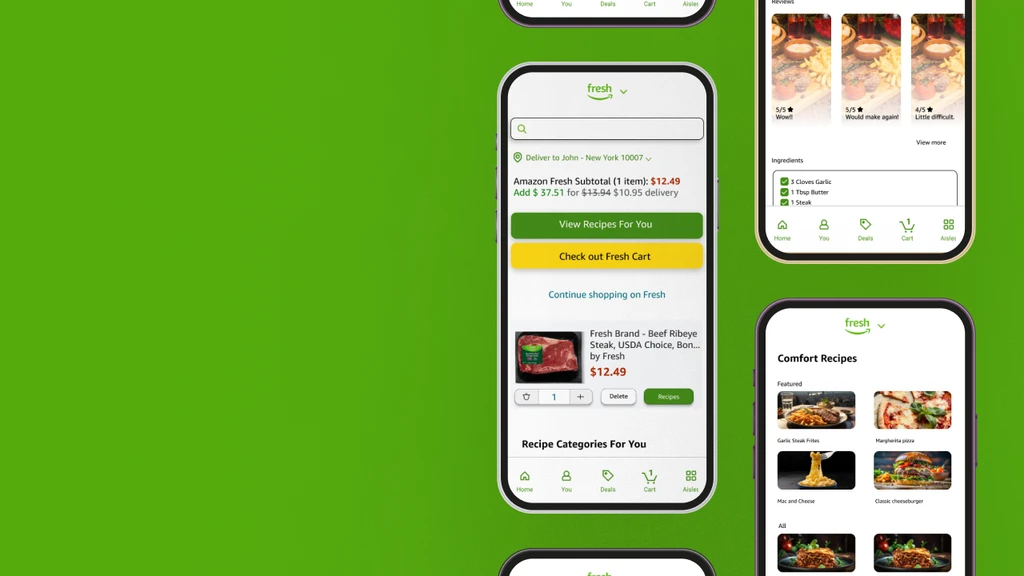 Home You Deals Cart Aisles
fresh
Deliver to John - New York 10007
Amazon Fresh Subtotal (1 item): $12.49
Add $ 37.51 for $13.94 $10.95 delivery
View Recipes For You
Check out Fresh Cart
Continue shopping on Fresh
Fresh Brand - Beef Ribeye
Steak, USDA Choice, Bon...
by Fresh
$12.49
1
Delete
Recipes
Recipe Categories For You
1
Home You Deals Cart Aisles
fresh
Reviews
5/5 5/5 4/5
Wow!! Would make again! Little difficult.
View more
Ingredients
3 Cloves Garlic
1 Tbsp Butter
1 Steak
1
Home You Deals Cart Aisles
fresh
Comfort Recipes
Featured
Garlic Steak Frites Margherita pizza
Mac and Cheese Classic cheeseburger
All